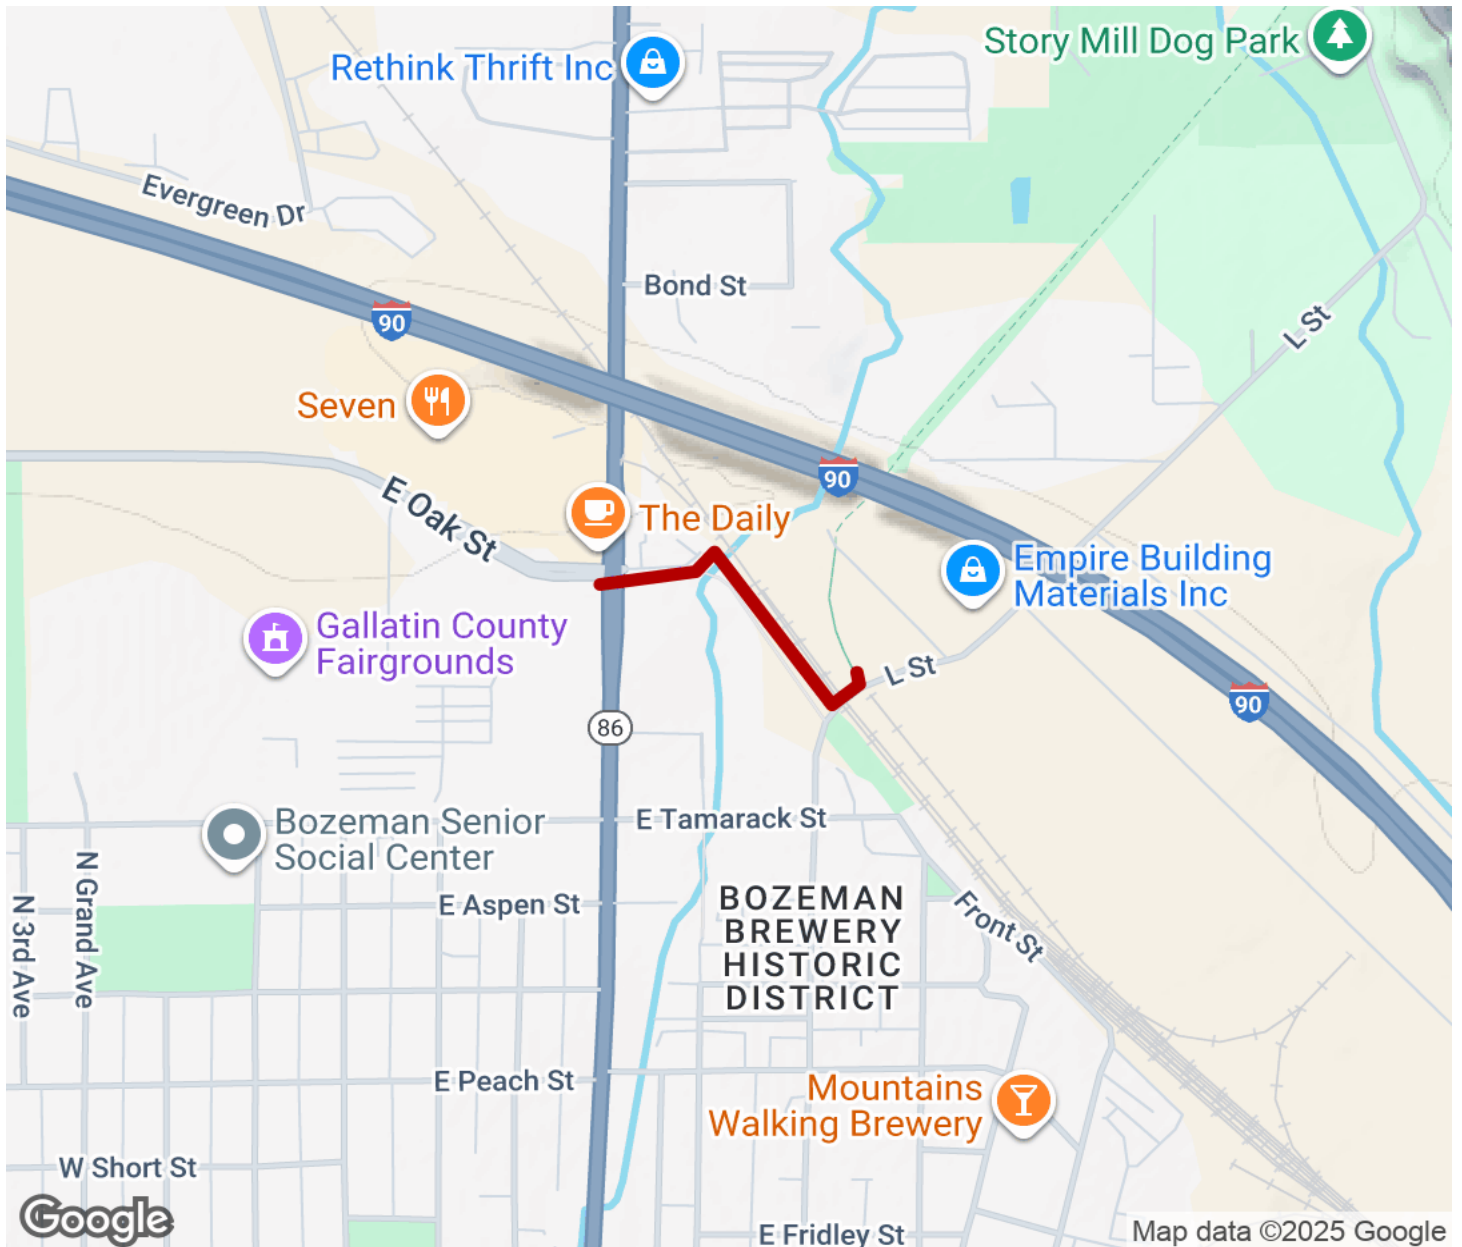 Story Mill Dog Park
Rethink Thrift Inc
Evergreen Dr
Bond St
90
L St
Seven
90
E Oak St
The Daily
Empire Building
Materials Inc
Gallatin County
Fairgrounds
L St
90
86
Bozeman Senior
Social Center
E Tamarack St
N Grand Ave
N 3rd Ave
E Aspen St
BOZEMAN
BREWERY
HISTORIC
DISTRICT
Front St
E Peach St
Mountains
Walking Brewery
W Short St
Google
E Fridley St
Map data ©2025 Google